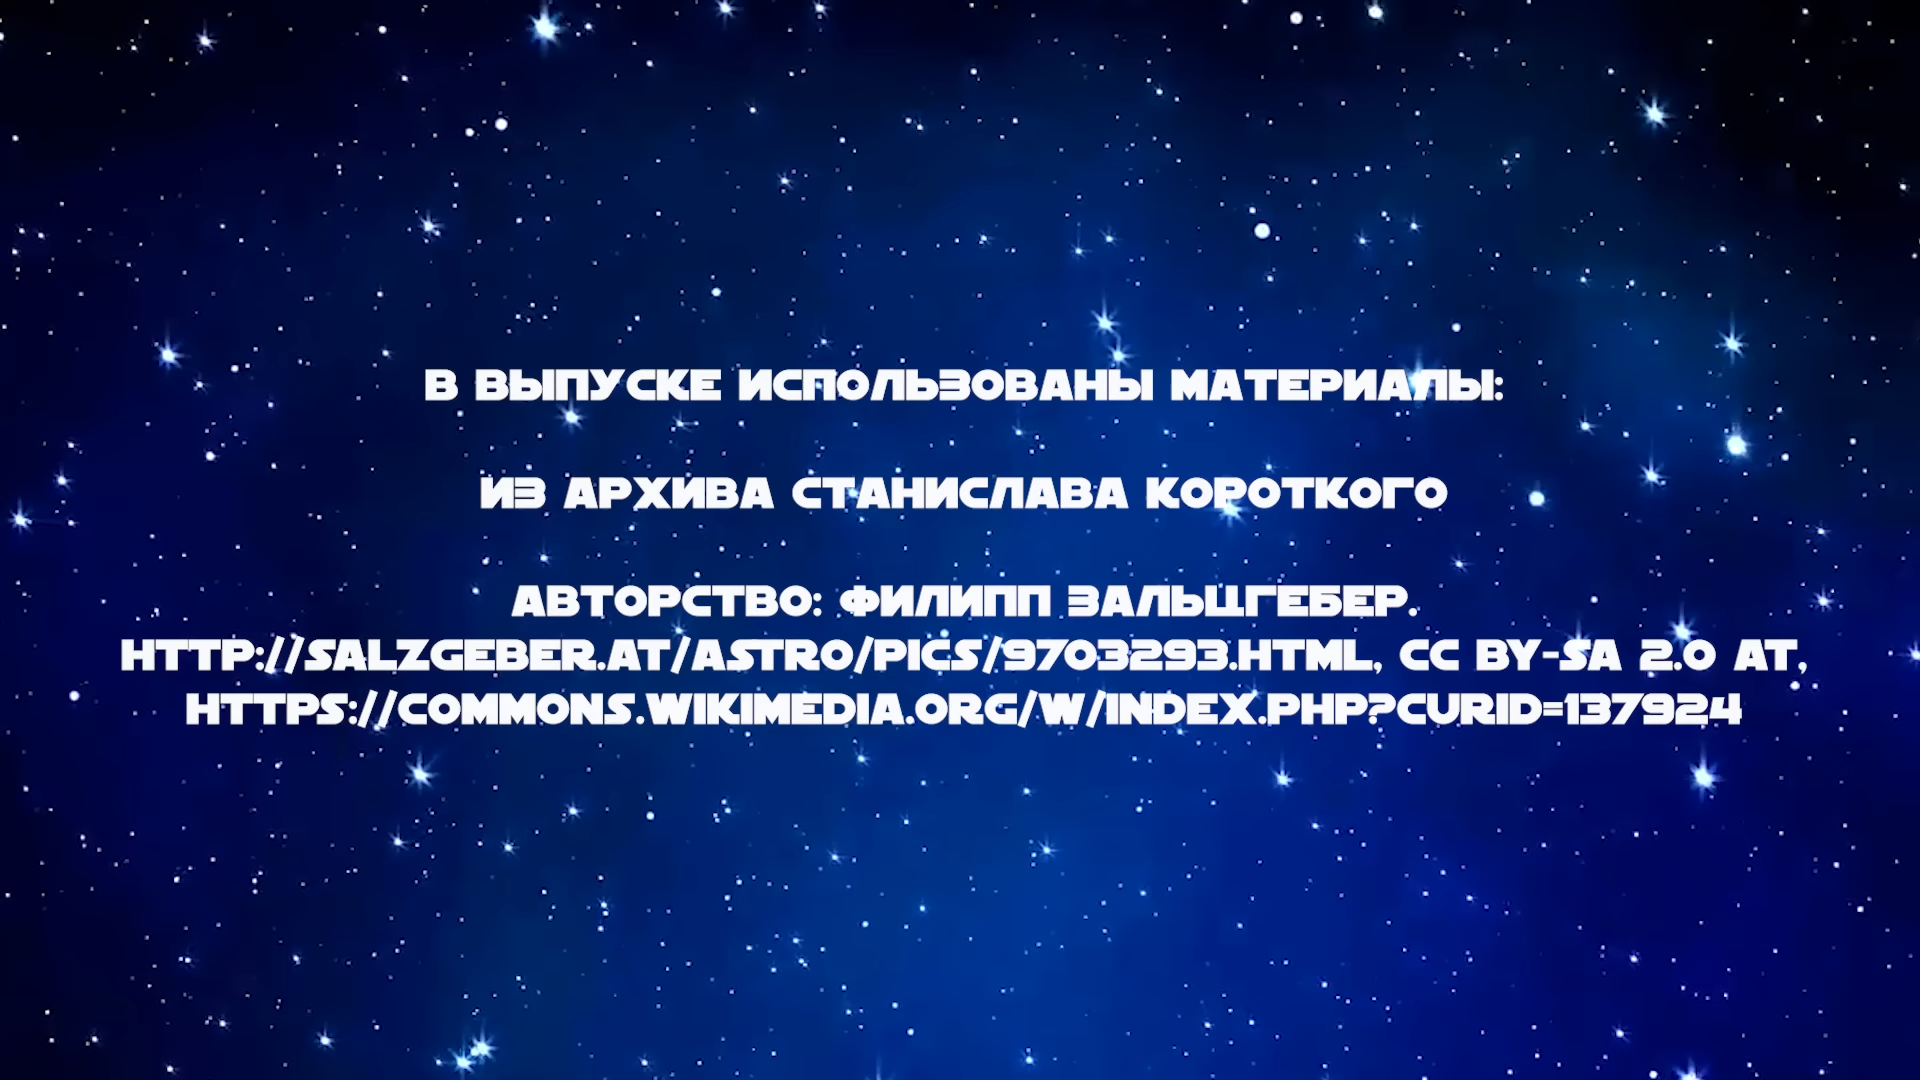 В ВЫПУСКЕ ИСПОЛЬЗОВАНЫ МАТЕРИАЛЫ:
ИЗ АРХИВА СТАНИСЛАВА КОРОТКОГО
АВТОРСТВО: ФИЛИПП ЗАЛЬЦГЕБЕР.
HTTP://SALZGEBER.AT/ASTRO/PICS/9703293.HTML, CC BY-SA 2.0 AT,
HTTPS://COMMONS.WIKIMEDIA.ORG/W/INDEX.PHP?CURID=137924